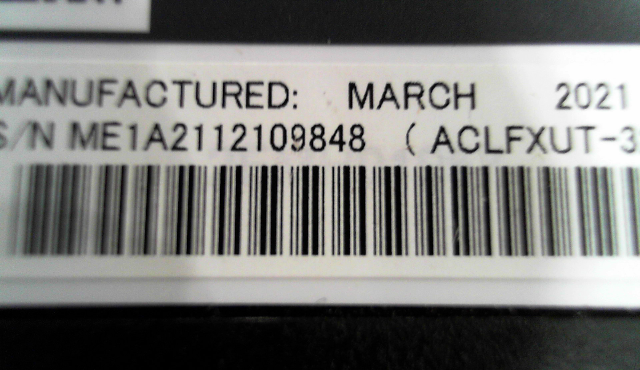 MANUFACTURED: MARCH 2021
S/N ME1A2112109848 ( ACLFXUT-3